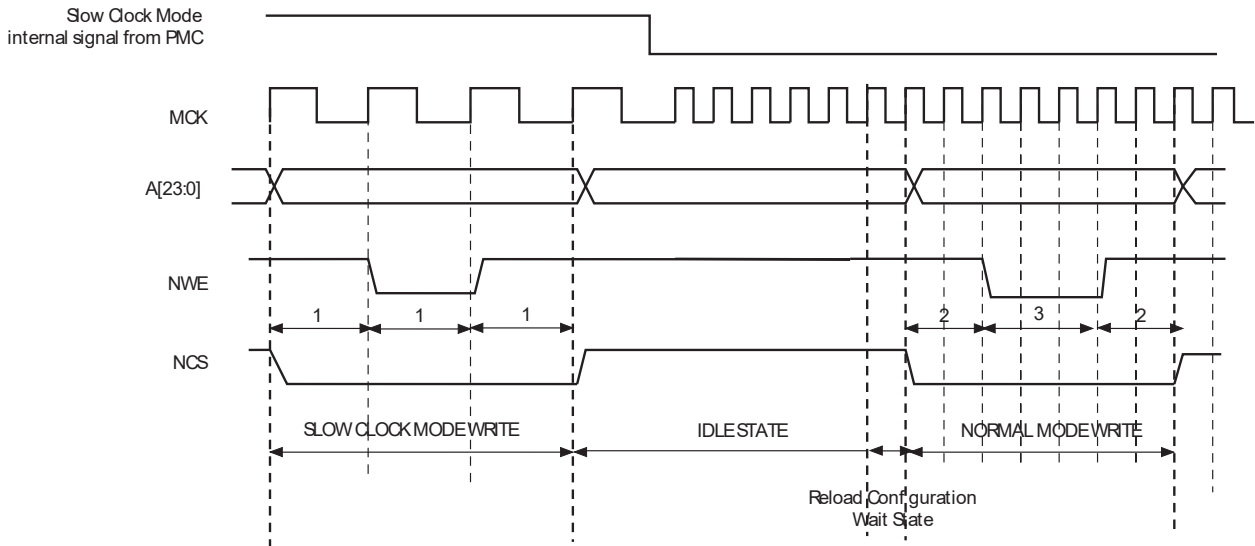 Slow Clock Mode
internal signal from PMC
MCK
A[23:0]
NWE
1 1 1 2 3 2
NCS
SLOW CLOCK MODE WRITE IDLE STATE NORMAL MODE WRITE
Reload Configuration
Wait State